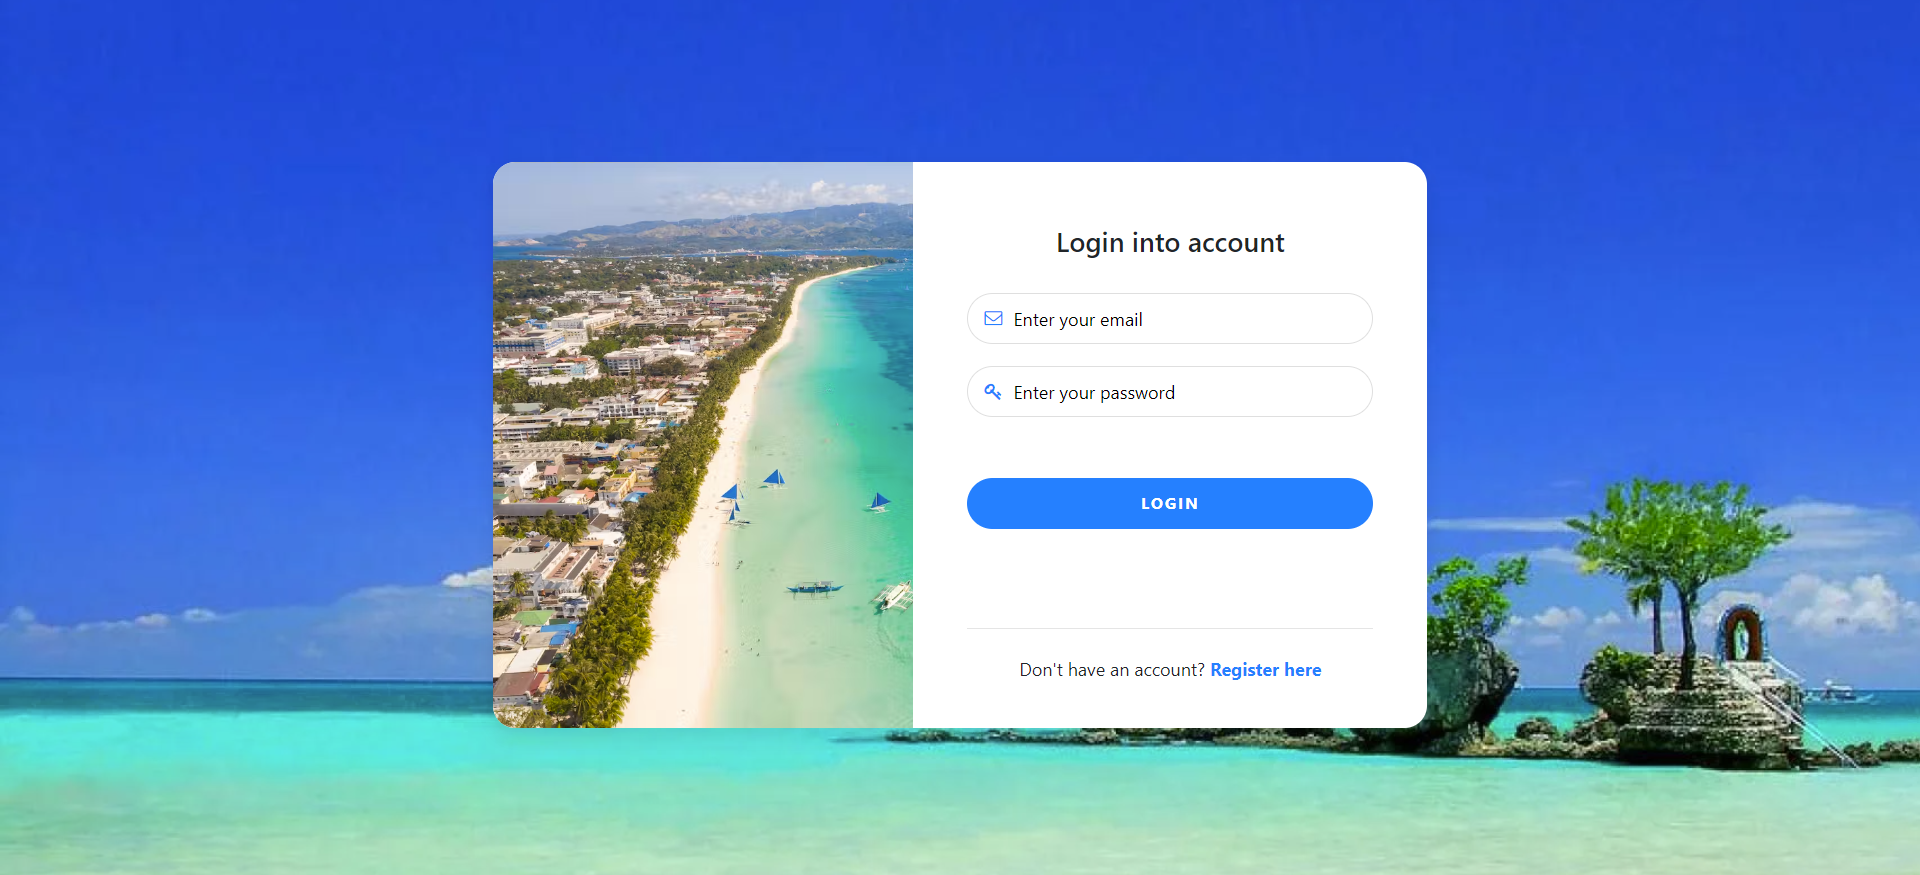 Login into account
Enter your email
Enter your password
LOGIN
Don't have an account? Register here